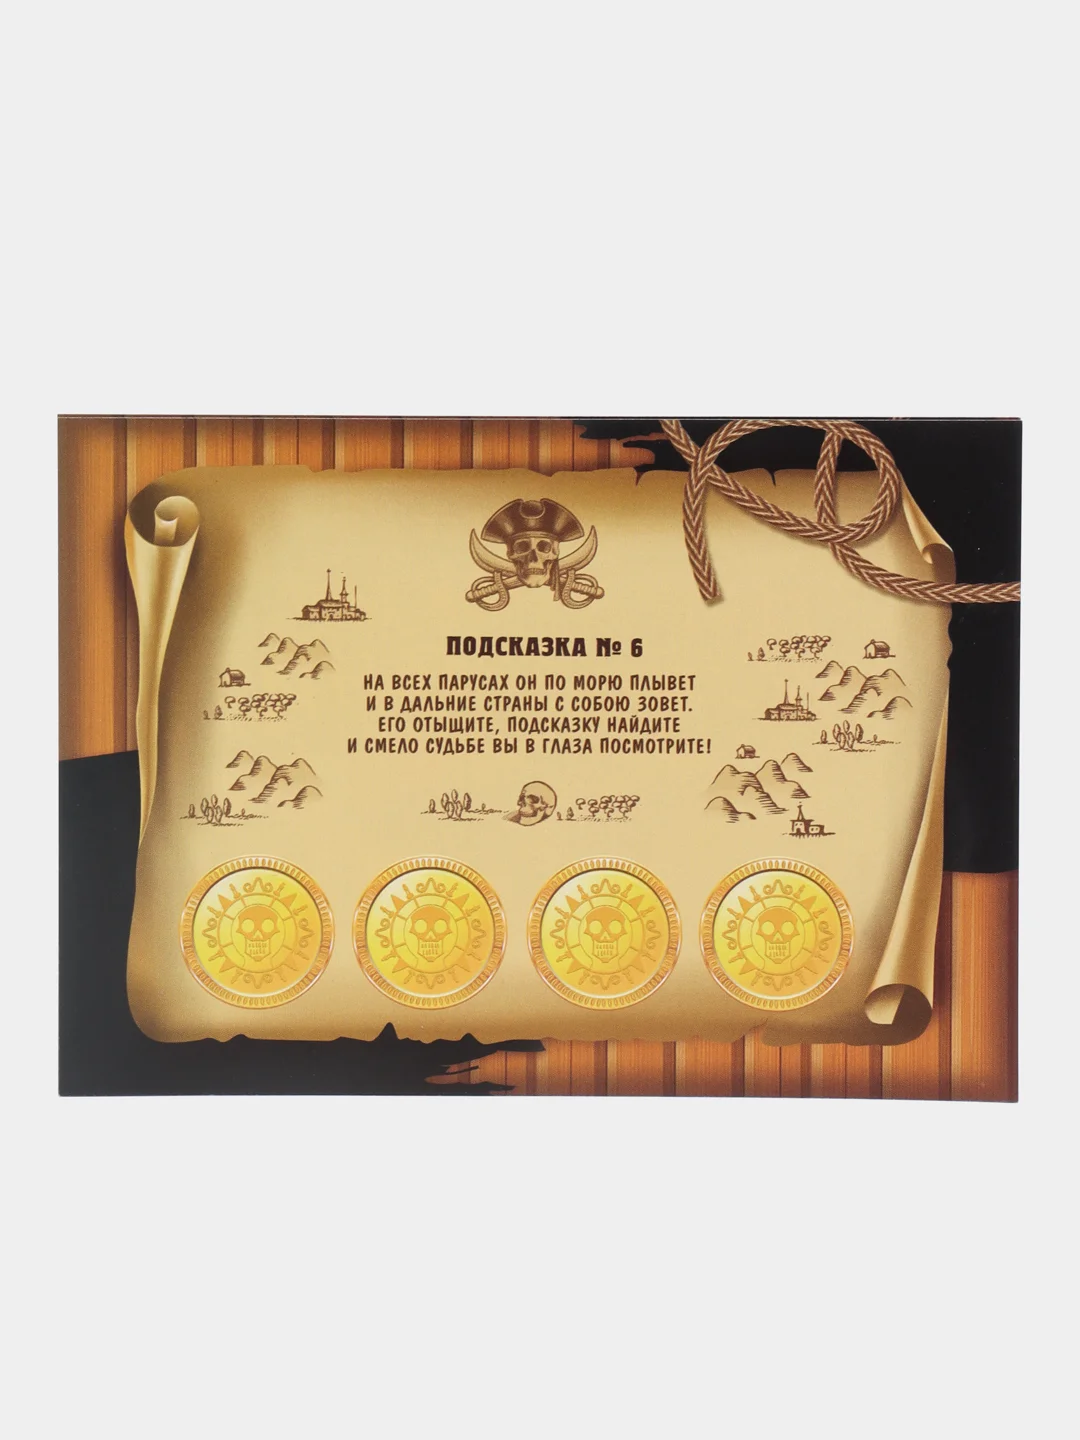 ПОДСКАЗКА № 6
НА ВСЕХ ПАРУСАХ ОН ПО МОРЮ ПЛЫВЕТ
И В ДАЛЬНИЕ СТРАНЫ С СОБОЮ ЗОВЕТ.
ЕГО ОТЫЩИТЕ, ПОДСКАЗКУ НАЙДИТЕ
И СМЕЛО СУДЬБЕ ВЫ В ГЛАЗА ПОСМОТРИТЕ!